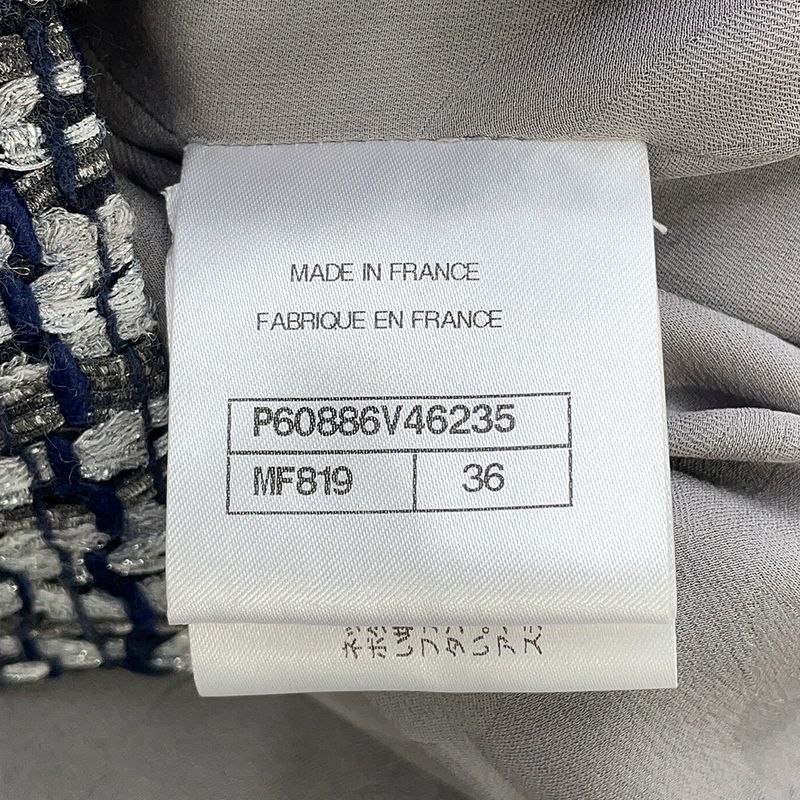 MADE IN FRANCE
FABRIQUE EN FRANCE
P60886V46235
MF819 36